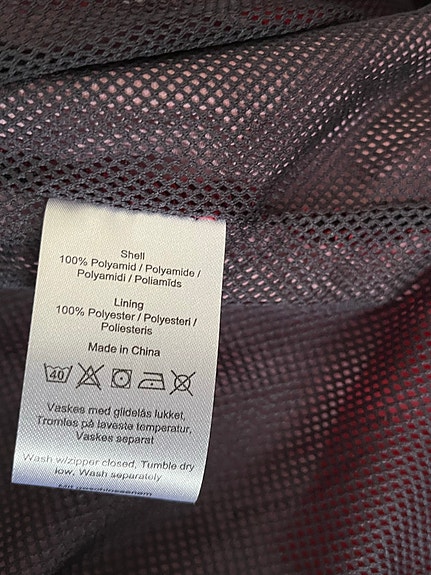 Shell
100% Polyamid / Polyamide /
Polyamidi / Poliamīds
Lining
100% Polyester / Polyesteri /
Poliesteris
Made in China
40
Vaskes med glidelås lukket,
Tromles på laveste temperatur,
Vaskes separat
Wash w/zipper closed, Tumble dry
low, Wash separately